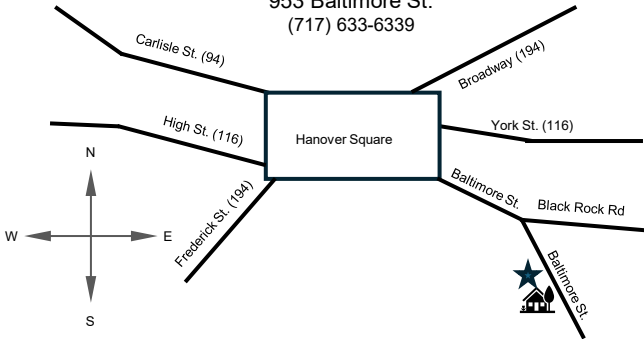 953 Baltimore St.
(717) 633-6339
Carlisle St. (94)
Broadway (194)
High St. (116)
Hanover Square
York St. (116)
N
W
E
S
Frederick St. (194)
Baltimore St.
Black Rock Rd
Baltimore St.